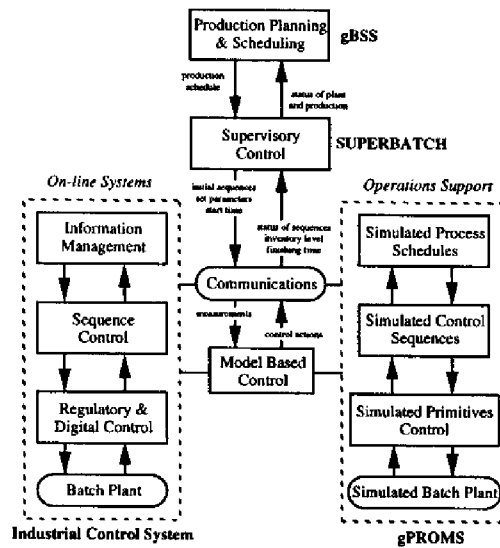 Production Planning
& Scheduling
gBSS
production
schedule
status of plant
and production
Supervisory
Control
SUPERBATCH
On-line Systems
initial sequences
set parameters
start time
Operations Support
Information
Management
status of sequences
inventory level
finishing time
Simulated Process
Schedules
Communications
Sequence
Control
measurements
control actions
Simulated Control
Sequences
Model Based
Control
Regulatory &
Digital Control
Simulated Primitives
Control
Batch Plant
Simulated Batch Plant
Industrial Control System
gPROMS